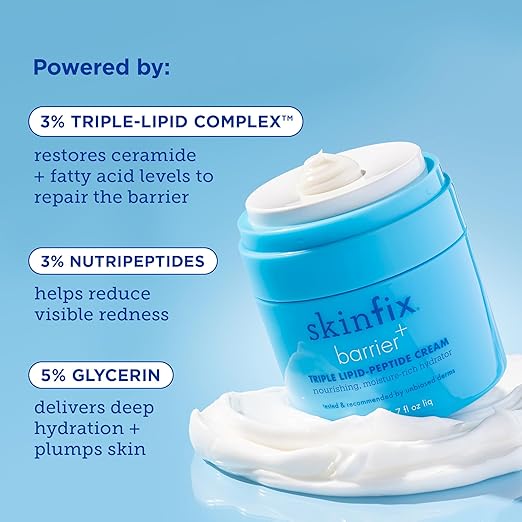 Powered by:
3% TRIPLE-LIPID COMPLEX™
restores ceramide
+ fatty acid levels to
repair the barrier
3% NUTRIPEPTIDES
helps reduce
visible redness
5% GLYCERIN
delivers deep
hydration +
plumps skin
skinfix®
barrier+
TRIPLE LIPID-PEPTIDE CREAM
nourishing, moisture-rich hydrator
tested & recommended by unbiased derms
fl oz liq